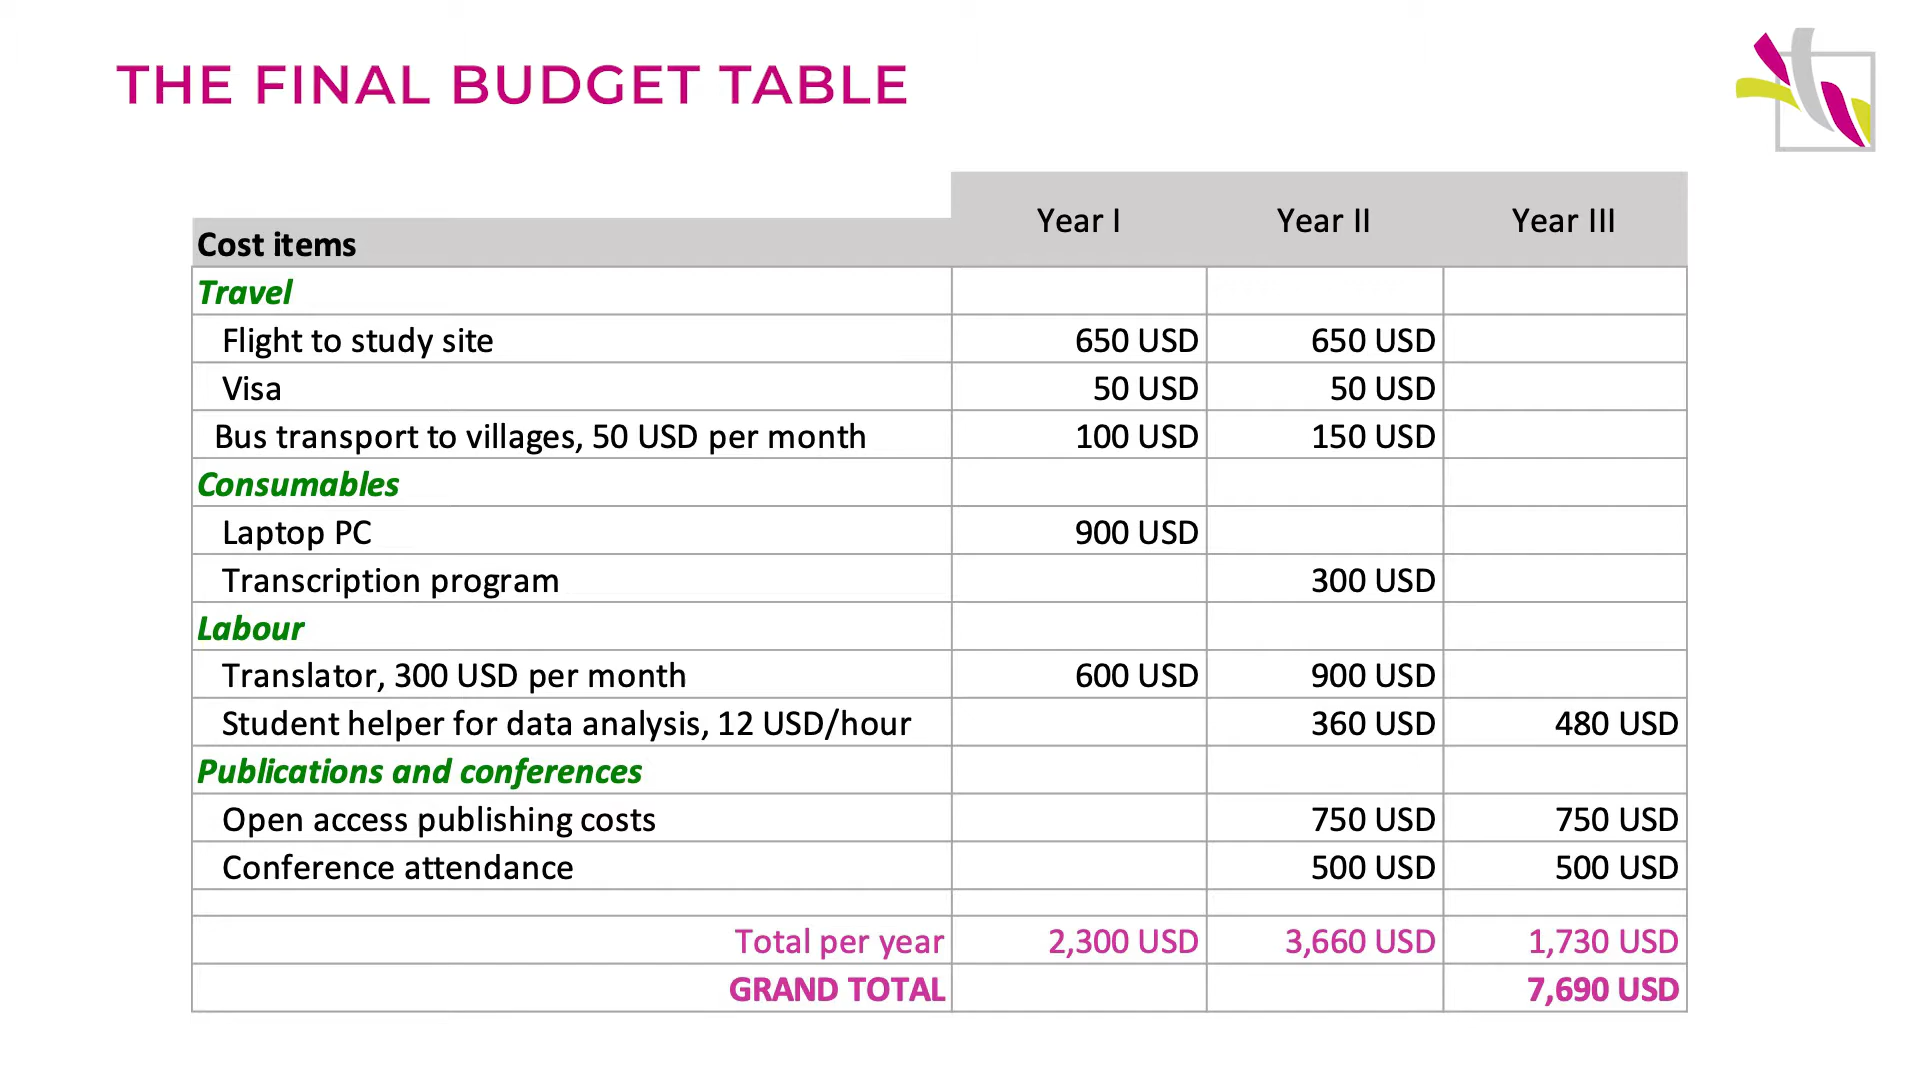 THE FINAL BUDGET TABLE
Year I Year II Year III
Cost items
Travel
Flight to study site 650 USD 650 USD
Visa 50 USD 50 USD
Bus transport to villages, 50 USD per month 100 USD 150 USD
Consumables
Laptop PC 900 USD
Transcription program 300 USD
Labour
Translator, 300 USD per month 600 USD 900 USD
Student helper for data analysis, 12 USD/hour 360 USD 480 USD
Publications and conferences
Open access publishing costs 750 USD 750 USD
Conference attendance 500 USD 500 USD
Total per year 2,300 USD 3,660 USD 1,730 USD
GRAND TOTAL 7,690 USD